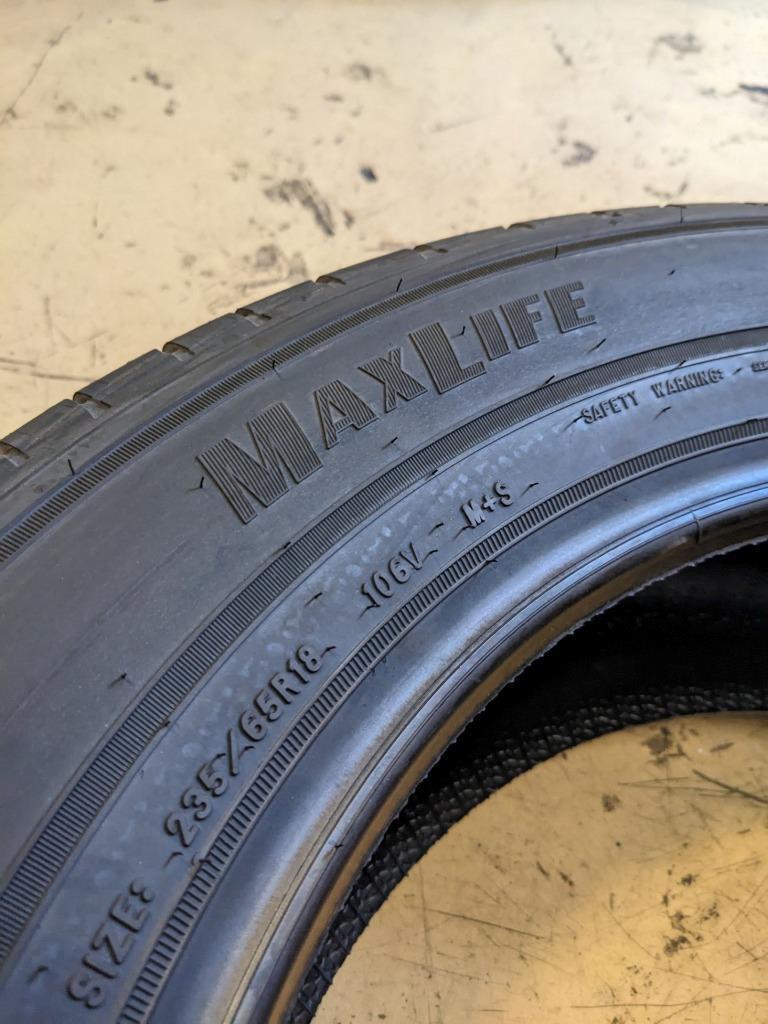 MAXLIFE
SIZE: 235/65R18 106V M+S
SAFETY WARNING: